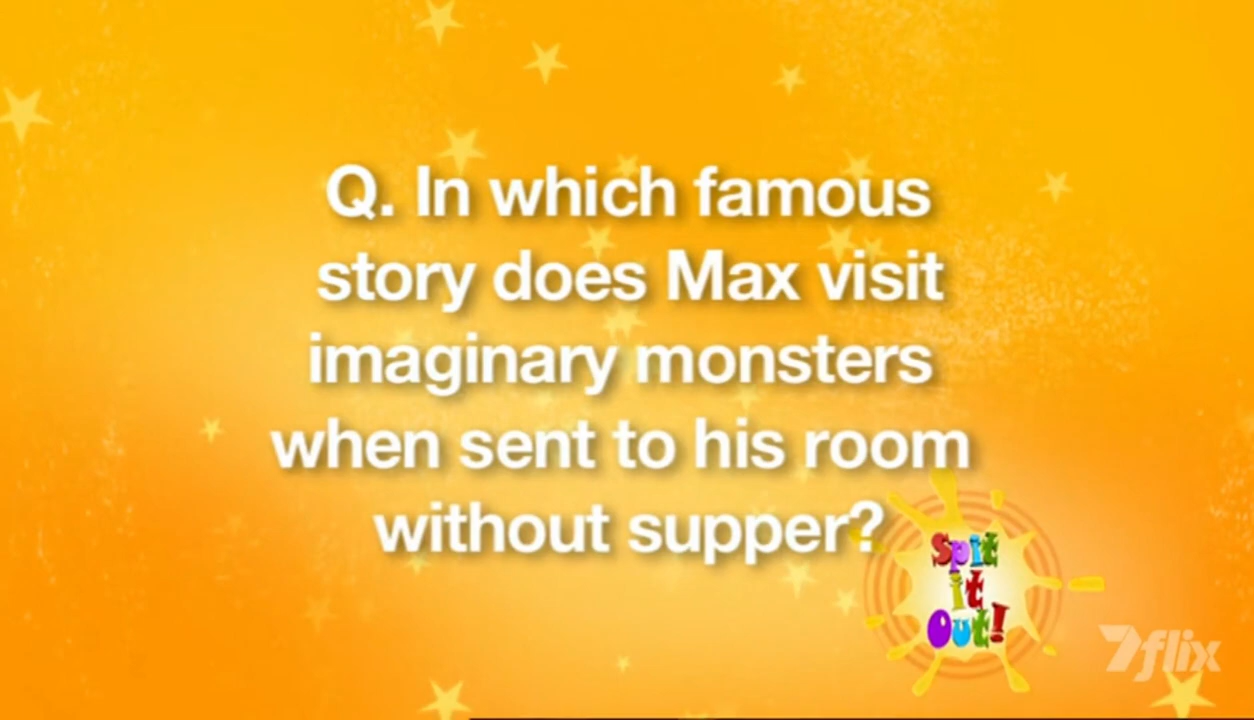 Q. In which famous
story does Max visit
imaginary monsters
when sent to his room
without supper?
Spit
it
Out!
7flix